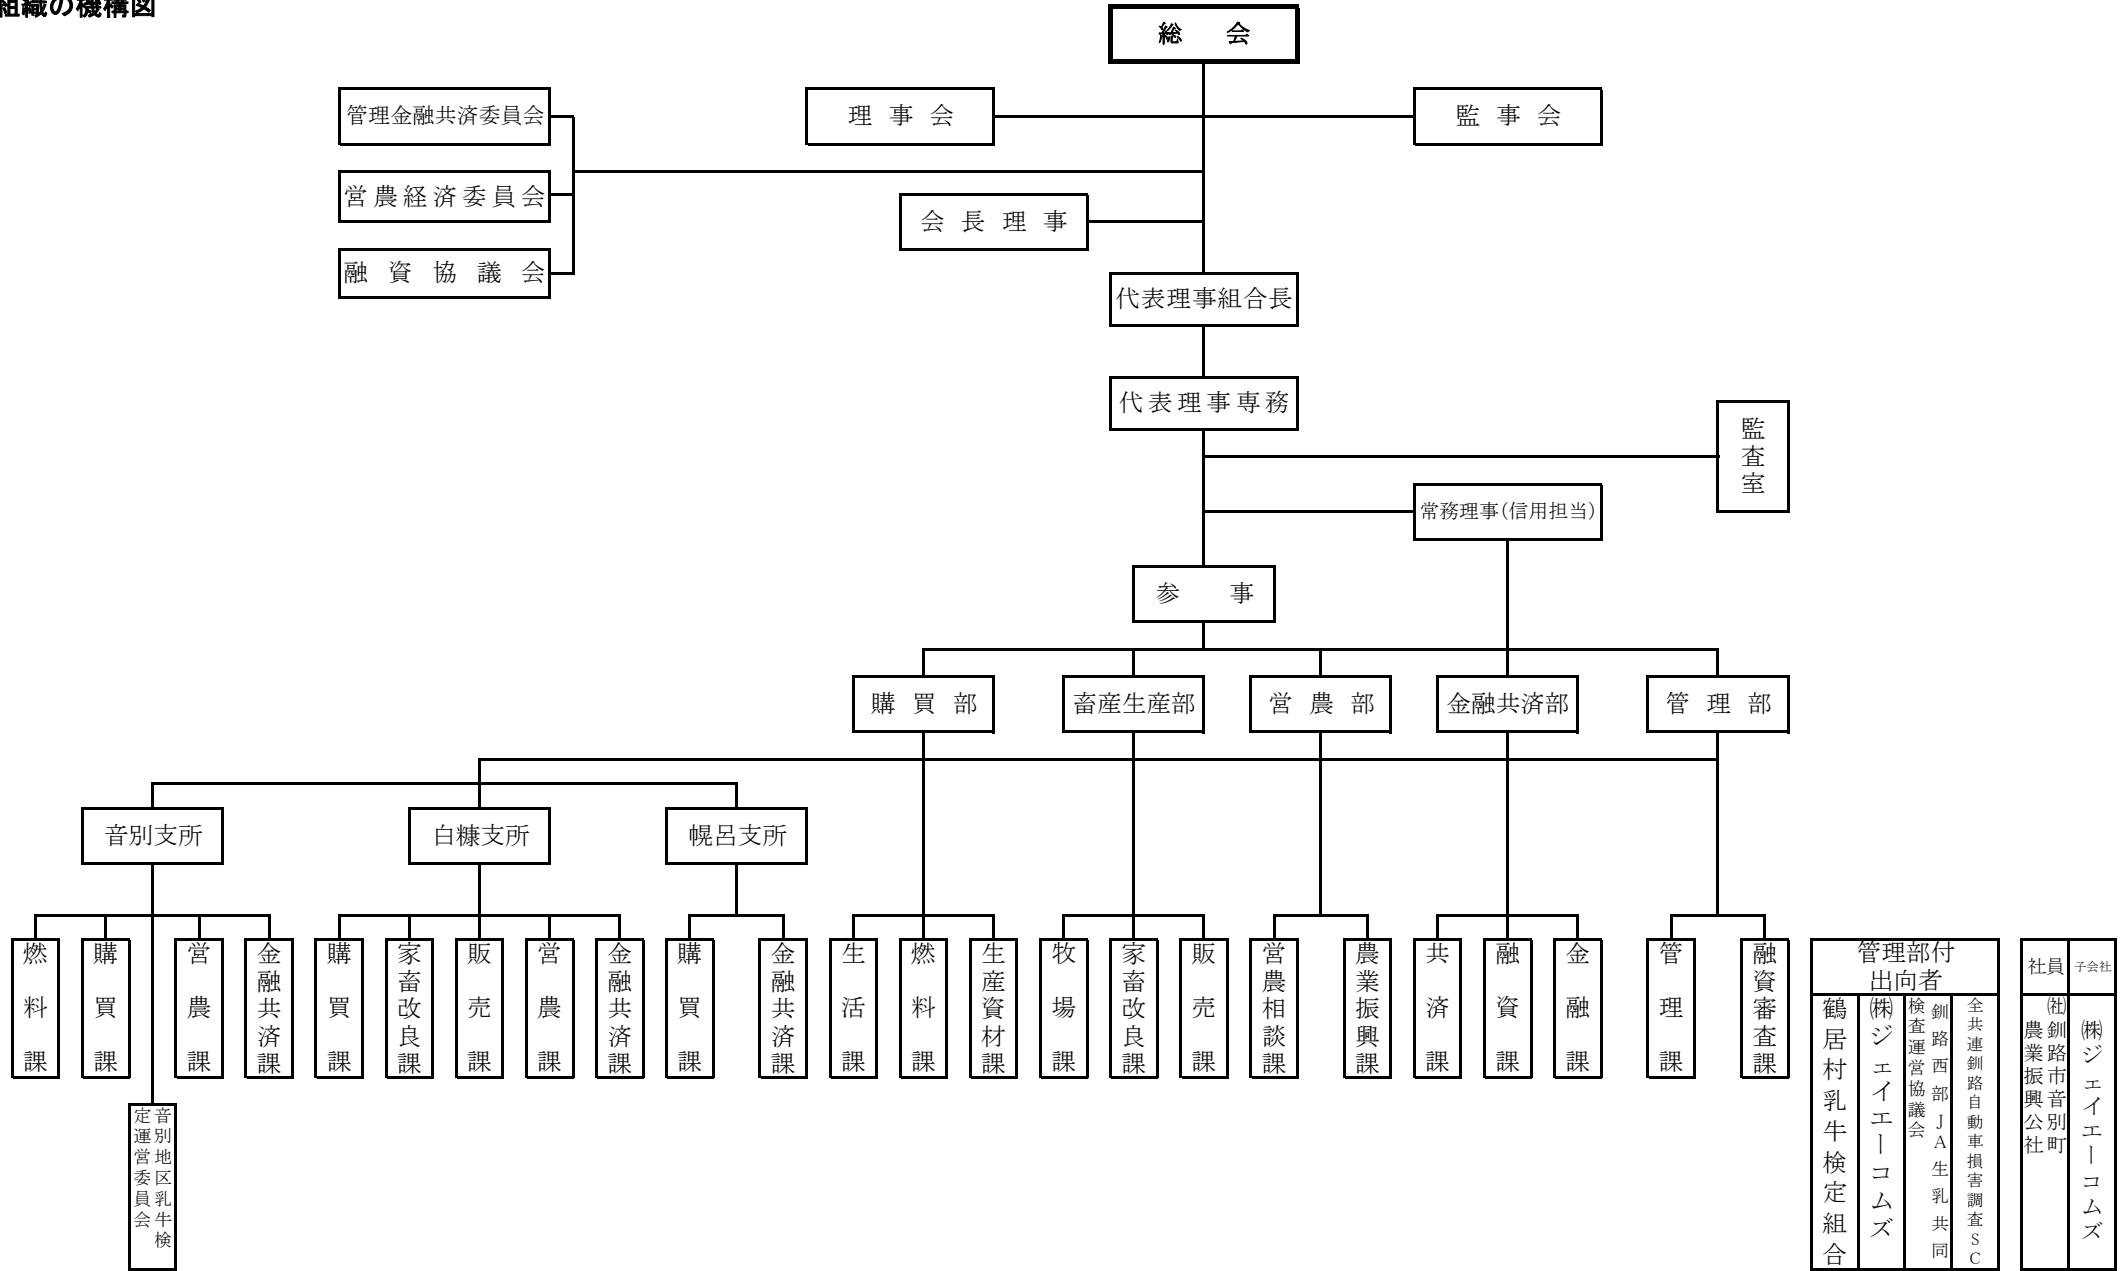 組織の機構図
総会
管理金融共済委員会
理事会
監事会
営農経済委員会
会長理事
融資協議会
代表理事組合長
代表理事専務
監査室
常務理事(信用担当)
参事
購買部
畜産生産部
営農部
金融共済部
管理部
音別支所
白糠支所
幌呂支所
燃料課
購買課
営農課
金融共済課
購買課
家畜改良課
販売課
営農課
金融共済課
購買課
金融共済課
生活課
燃料課
生産資材課
牧場課
家畜改良課
販売課
営農相談課
農業振興課
共済課
融資課
金融課
管理課
融資審査課
管理部付
出向者
鶴居村乳牛検定組合
㈱ジェイエーコムズ
釧路西部JA生乳共同
検査運営協議会
全共連釧路自動車損害調査SC
社員
子会社
㈳釧路市音別町
農業振興公社
㈱ジェイエーコムズ
音別地区乳牛検
定運営委員会